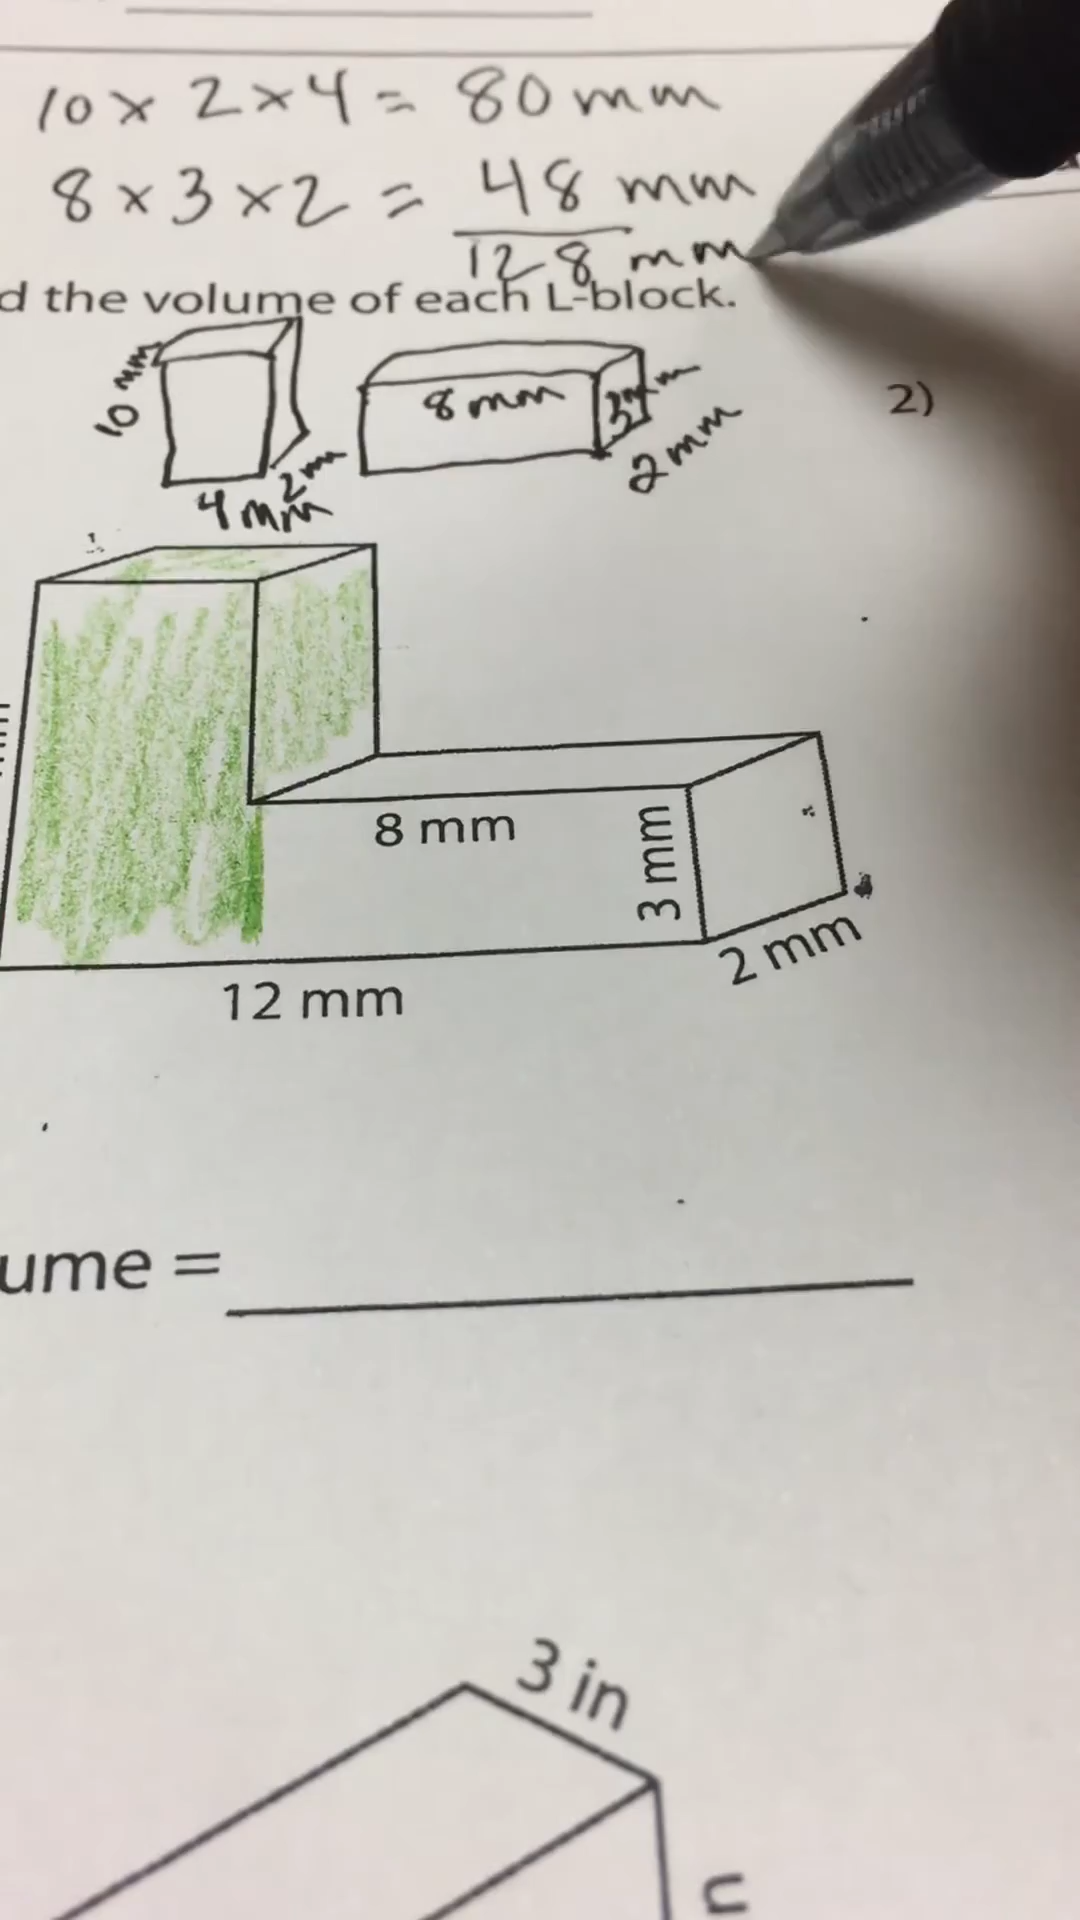 10 x 2 x 4 = 80 mm
8 x 3 x 2 = 48 mm
128 mm
d the volume of each L-block.
10 mm
4 mm
2 mm
8 mm
3 mm
2 mm
2)
8 mm
3 mm
2 mm
12 mm
ume =
3 in